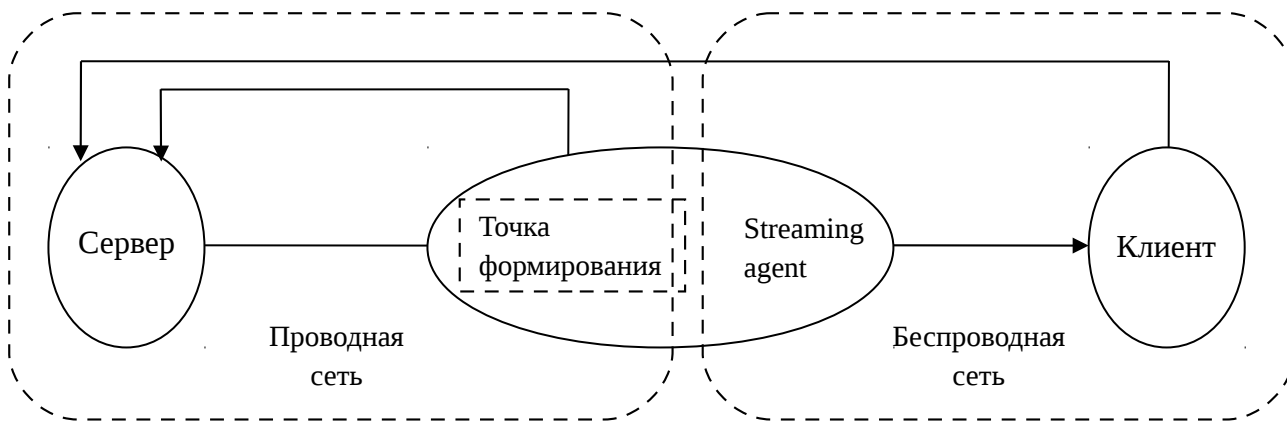 Сервер
Точка
формирования
Streaming
agent
Клиент
Проводная
сеть
Беспроводная
сеть